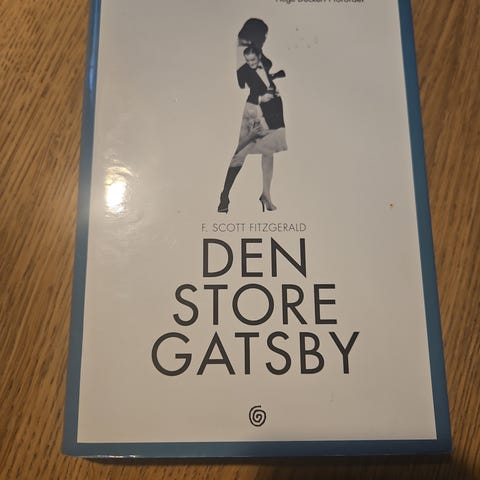 F. SCOTT FITZGERALD
DEN
STORE
GATSBY